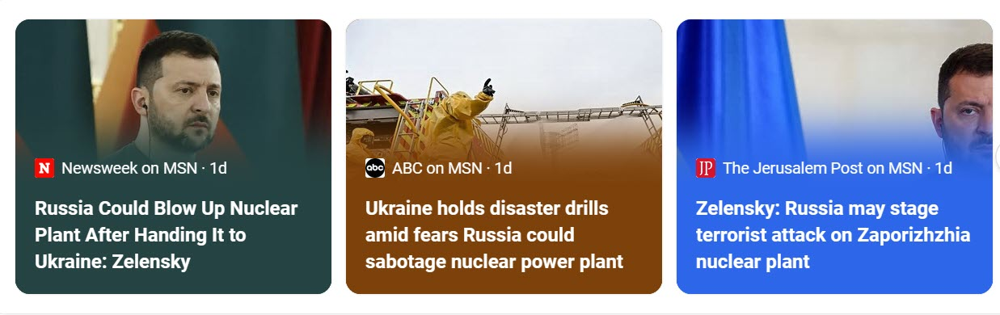 N Newsweek on MSN · 1d
Russia Could Blow Up Nuclear
Plant After Handing It to
Ukraine: Zelensky
abc ABC on MSN · 1d
Ukraine holds disaster drills
amid fears Russia could
sabotage nuclear power plant
JP The Jerusalem Post on MSN · 1d
Zelensky: Russia may stage
terrorist attack on Zaporizhzhia
nuclear plant